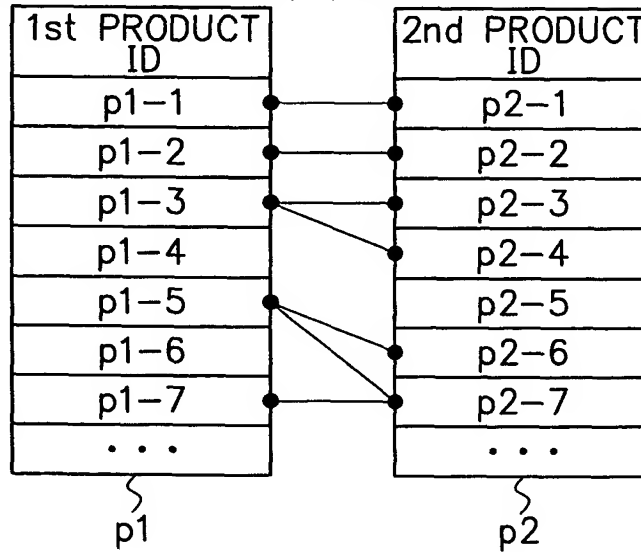 1st PRODUCT
ID
p1-1
p1-2
p1-3
p1-4
p1-5
p1-6
p1-7
...
p1
2nd PRODUCT
ID
p2-1
p2-2
p2-3
p2-4
p2-5
p2-6
p2-7
...
p2